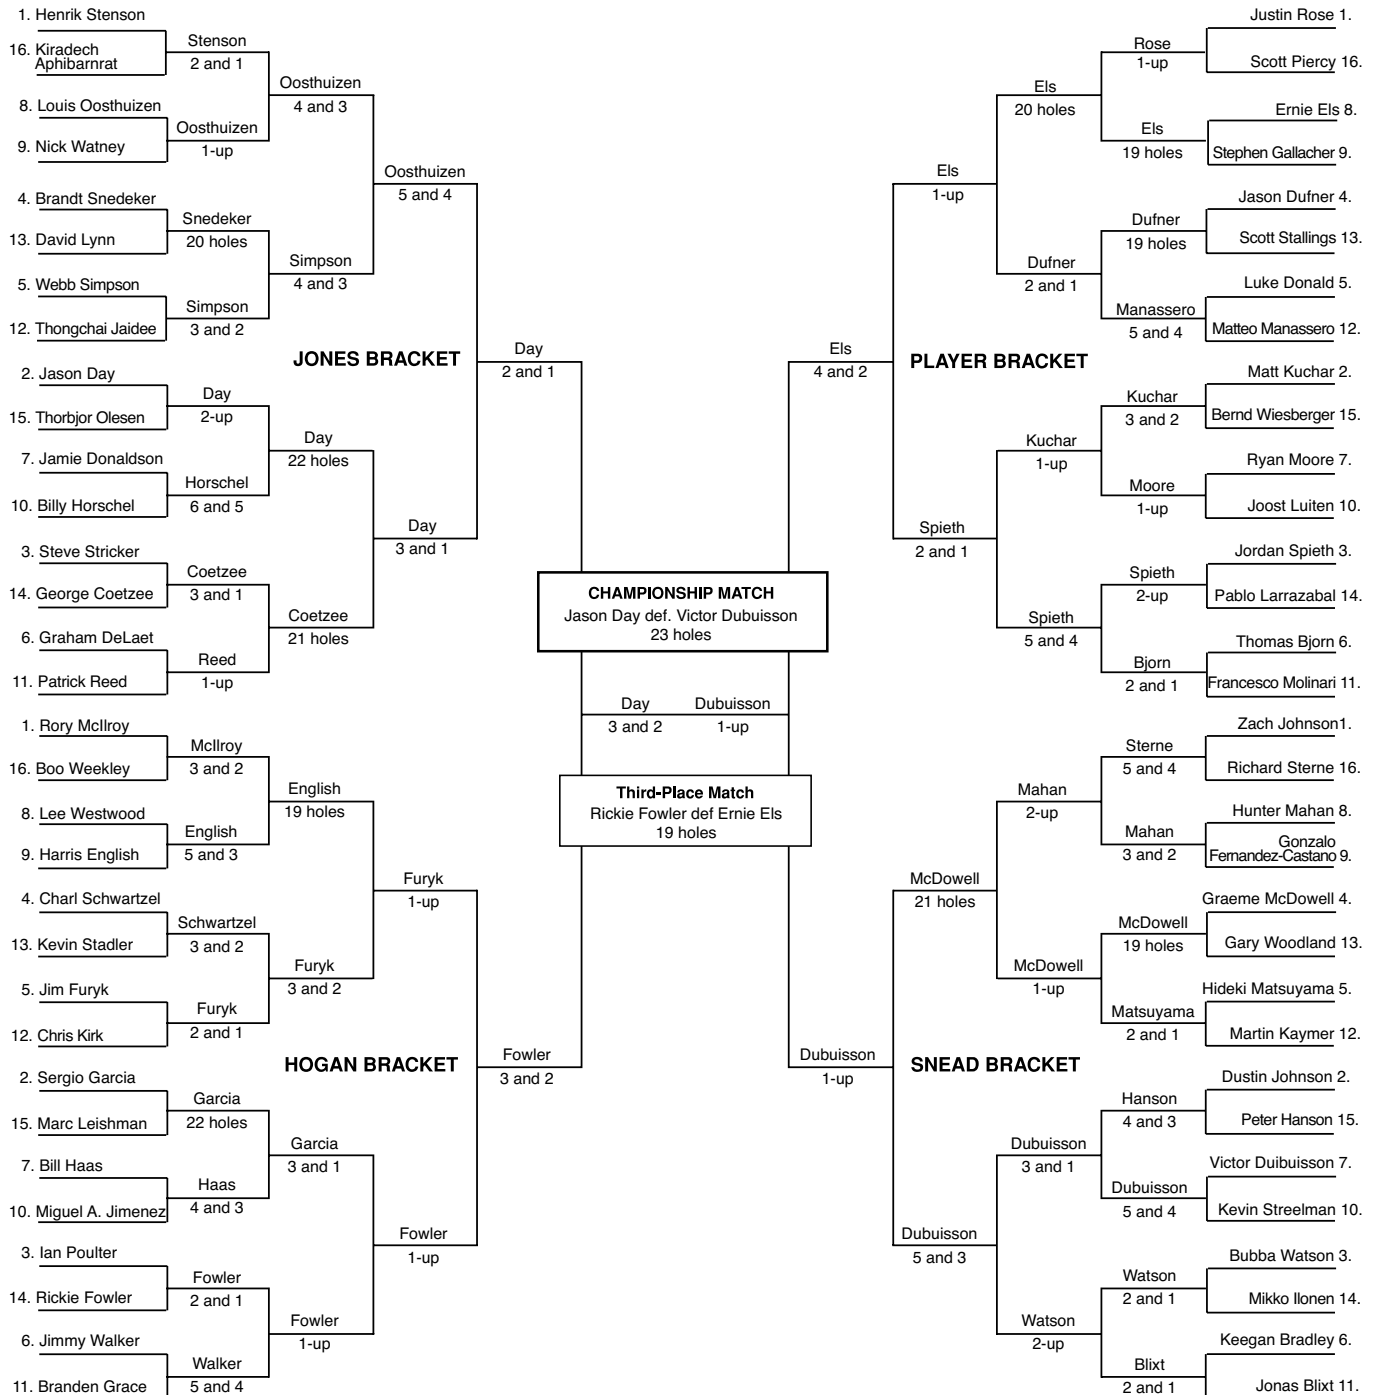 1. Henrik Stenson
16. Kiradech
Aphibarnrat
8. Louis Oosthuizen
9. Nick Watney
4. Brandt Snedeker
13. David Lynn
5. Webb Simpson
12. Thongchai Jaidee
2. Jason Day
15. Thorbjor Olesen
7. Jamie Donaldson
10. Billy Horschel
3. Steve Stricker
14. George Coetzee
6. Graham DeLaet
11. Patrick Reed
Stenson
2 and 1
Oosthuizen
1-up
Snedeker
20 holes
Simpson
3 and 2
Day
2-up
Horschel
6 and 5
Coetzee
3 and 1
Reed
1-up
Oosthuizen
4 and 3
Simpson
4 and 3
Day
22 holes
Coetzee
21 holes
Oosthuizen
5 and 4
Day
3 and 1
JONES BRACKET
Day
2 and 1
1. Rory McIlroy
16. Boo Weekley
8. Lee Westwood
9. Harris English
4. Charl Schwartzel
13. Kevin Stadler
5. Jim Furyk
12. Chris Kirk
2. Sergio Garcia
15. Marc Leishman
7. Bill Haas
10. Miguel A. Jimenez
3. Ian Poulter
14. Rickie Fowler
6. Jimmy Walker
11. Branden Grace
McIlroy
3 and 2
English
5 and 3
Schwartzel
3 and 2
Furyk
2 and 1
Garcia
22 holes
Haas
4 and 3
Fowler
2 and 1
Walker
5 and 4
English
19 holes
Furyk
3 and 2
Garcia
3 and 1
Fowler
1-up
Furyk
1-up
Fowler
1-up
HOGAN BRACKET
Fowler
3 and 2
CHAMPIONSHIP MATCH
Jason Day def. Victor Dubuisson
23 holes
Day
3 and 2
Dubuisson
1-up
Third-Place Match
Rickie Fowler def Ernie Els
19 holes
Els
4 and 2
PLAYER BRACKET
Els
1-up
Spieth
2 and 1
Els
20 holes
Dufner
2 and 1
Kuchar
1-up
Spieth
5 and 4
Rose
1-up
Els
19 holes
Dufner
19 holes
Manassero
5 and 4
Kuchar
3 and 2
Moore
1-up
Spieth
2-up
Bjorn
2 and 1
Justin Rose 1.
Scott Piercy 16.
Ernie Els 8.
Stephen Gallacher 9.
Jason Dufner 4.
Scott Stallings 13.
Luke Donald 5.
Matteo Manassero 12.
Matt Kuchar 2.
Bernd Wiesberger 15.
Ryan Moore 7.
Joost Luiten 10.
Jordan Spieth 3.
Pablo Larrazabal 14.
Thomas Bjorn 6.
Francesco Molinari 11.
Dubuisson
1-up
SNEAD BRACKET
McDowell
21 holes
Dubuisson
5 and 3
Mahan
2-up
McDowell
1-up
Dubuisson
3 and 1
Watson
2-up
Sterne
5 and 4
Mahan
3 and 2
McDowell
19 holes
Matsuyama
2 and 1
Hanson
4 and 3
Dubuisson
5 and 4
Watson
2 and 1
Blixt
2 and 1
Zach Johnson1.
Richard Sterne 16.
Hunter Mahan 8.
Gonzalo
Fernandez-Castano 9.
Graeme McDowell 4.
Gary Woodland 13.
Hideki Matsuyama 5.
Martin Kaymer 12.
Dustin Johnson 2.
Peter Hanson 15.
Victor Duibuisson 7.
Kevin Streelman 10.
Bubba Watson 3.
Mikko Ilonen 14.
Keegan Bradley 6.
Jonas Blixt 11.